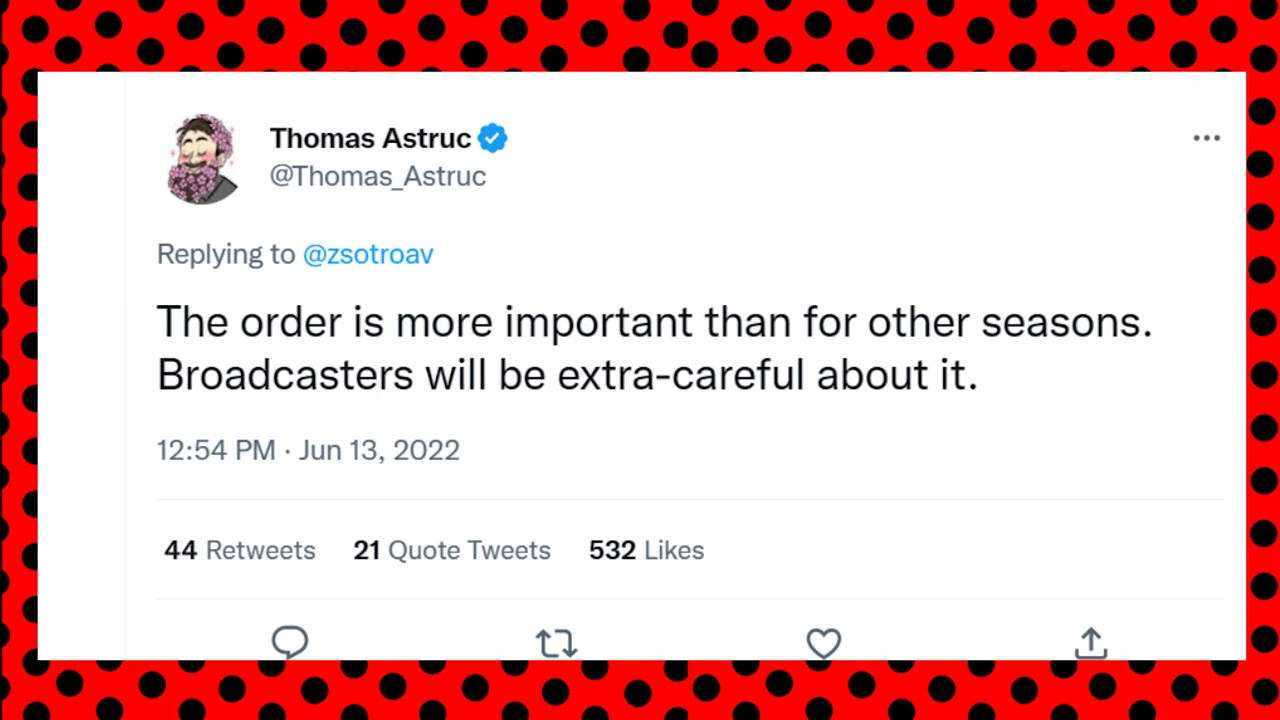 Thomas Astruc
@Thomas_Astruc
Replying to @zsotroav
The order is more important than for other seasons.
Broadcasters will be extra-careful about it.
12:54 PM · Jun 13, 2022
44 Retweets 21 Quote Tweets 532 Likes